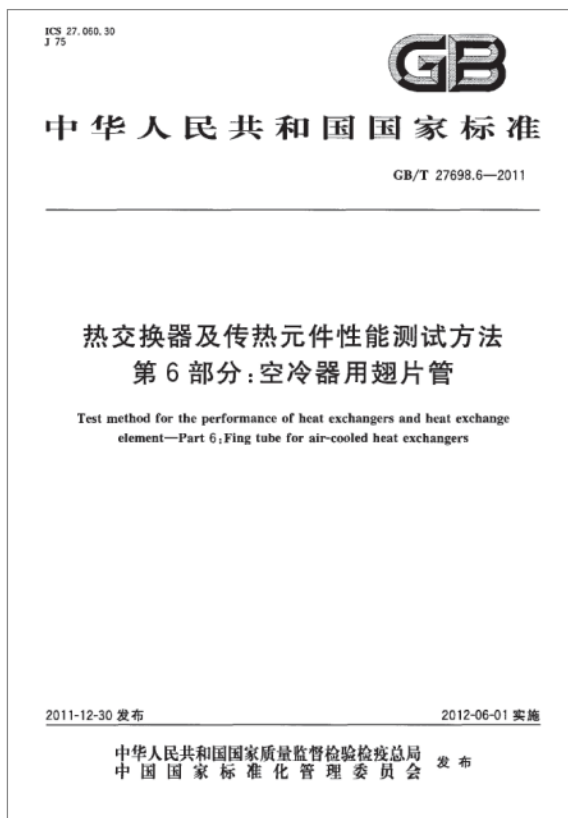 ICS 27.060.30
J 75
GB
中华人民共和国国家标准
GB/T 27698.6—2011
热交换器及传热元件性能测试方法
第6部分:空冷器用翅片管
Test method for the performance of heat exchangers and heat exchange
element—Part 6:Fing tube for air-cooled heat exchangers
2011-12-30 发布
2012-06-01 实施
中华人民共和国国家质量监督检验检疫总局
中国国家标准化管理委员会
发布